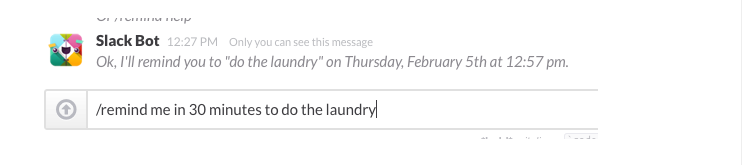 Or /remind help
Slack Bot 12:27 PM Only you can see this message
Ok, I'll remind you to "do the laundry" on Thursday, February 5th at 12:57 pm.
/remind me in 30 minutes to do the laundry